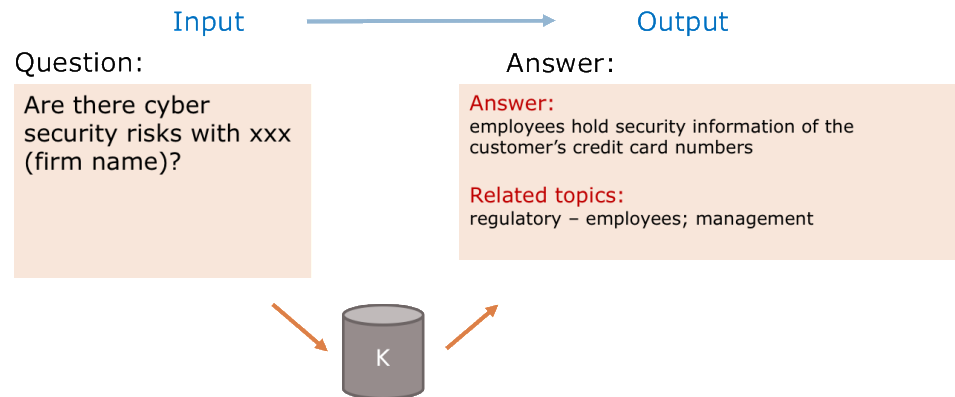 Input
Output
Question:
Answer:
Are there cyber
security risks with xxx
(firm name)?
Answer:
employees hold security information of the
customer's credit card numbers
Related topics:
regulatory – employees; management
K